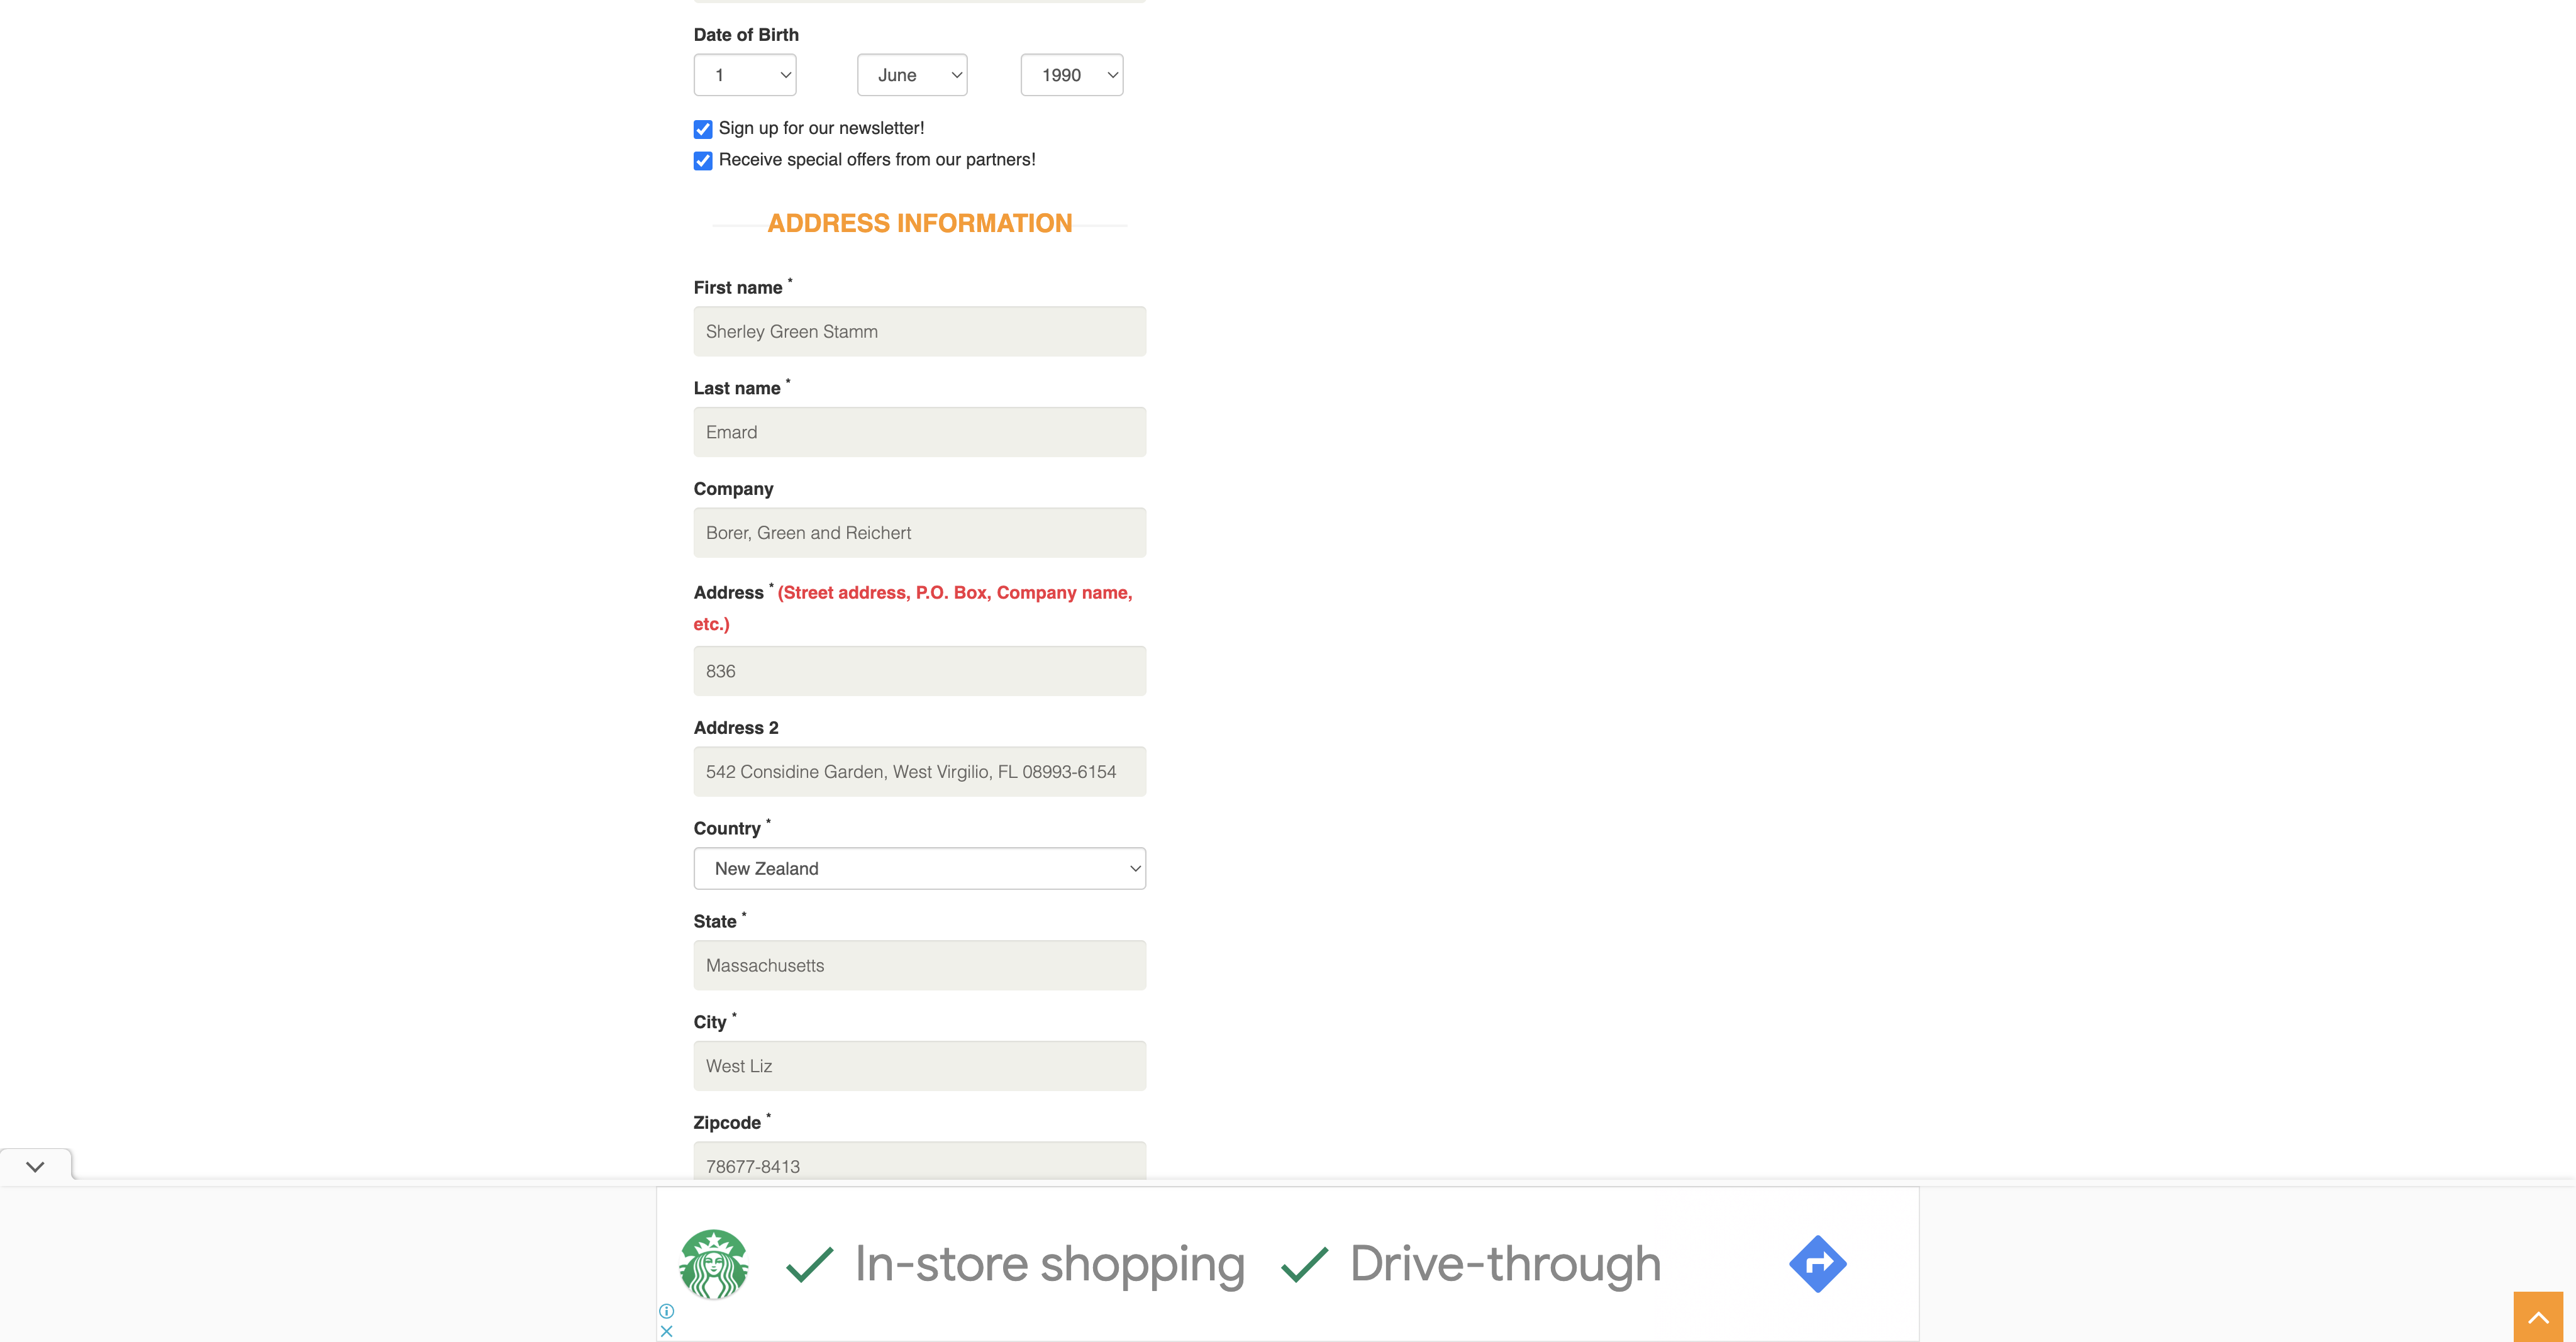 Date of Birth
1 June 1990
Sign up for our newsletter!
Receive special offers from our partners!
ADDRESS INFORMATION
First name *
Sherley Green Stamm
Last name *
Emard
Company
Borer, Green and Reichert
Address * (Street address, P.O. Box, Company name,
etc.)
836
Address 2
542 Considine Garden, West Virgilio, FL 08993-6154
Country *
New Zealand
State *
Massachusetts
City *
West Liz
Zipcode *
78677-8413
In-store shopping Drive-through